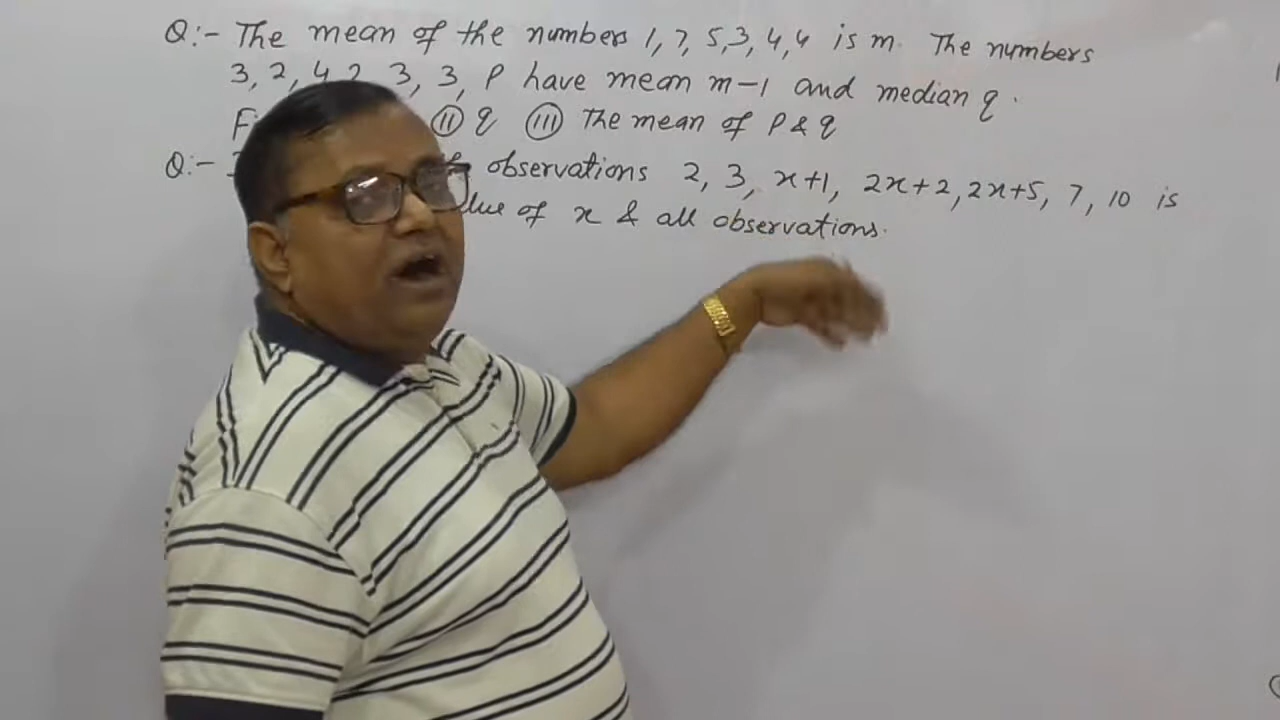 Q:- The mean of the numbers 1, 7, 5, 3, 4, 4 is m. The numbers
3, 2, 4, 2, 3, 3, P have mean m-1 and median q.
(II) q (III) The mean of P & q
Q:- observations 2, 3, x+1, 2x+2, 2x+5, 7, 10 is
of x & all observations.